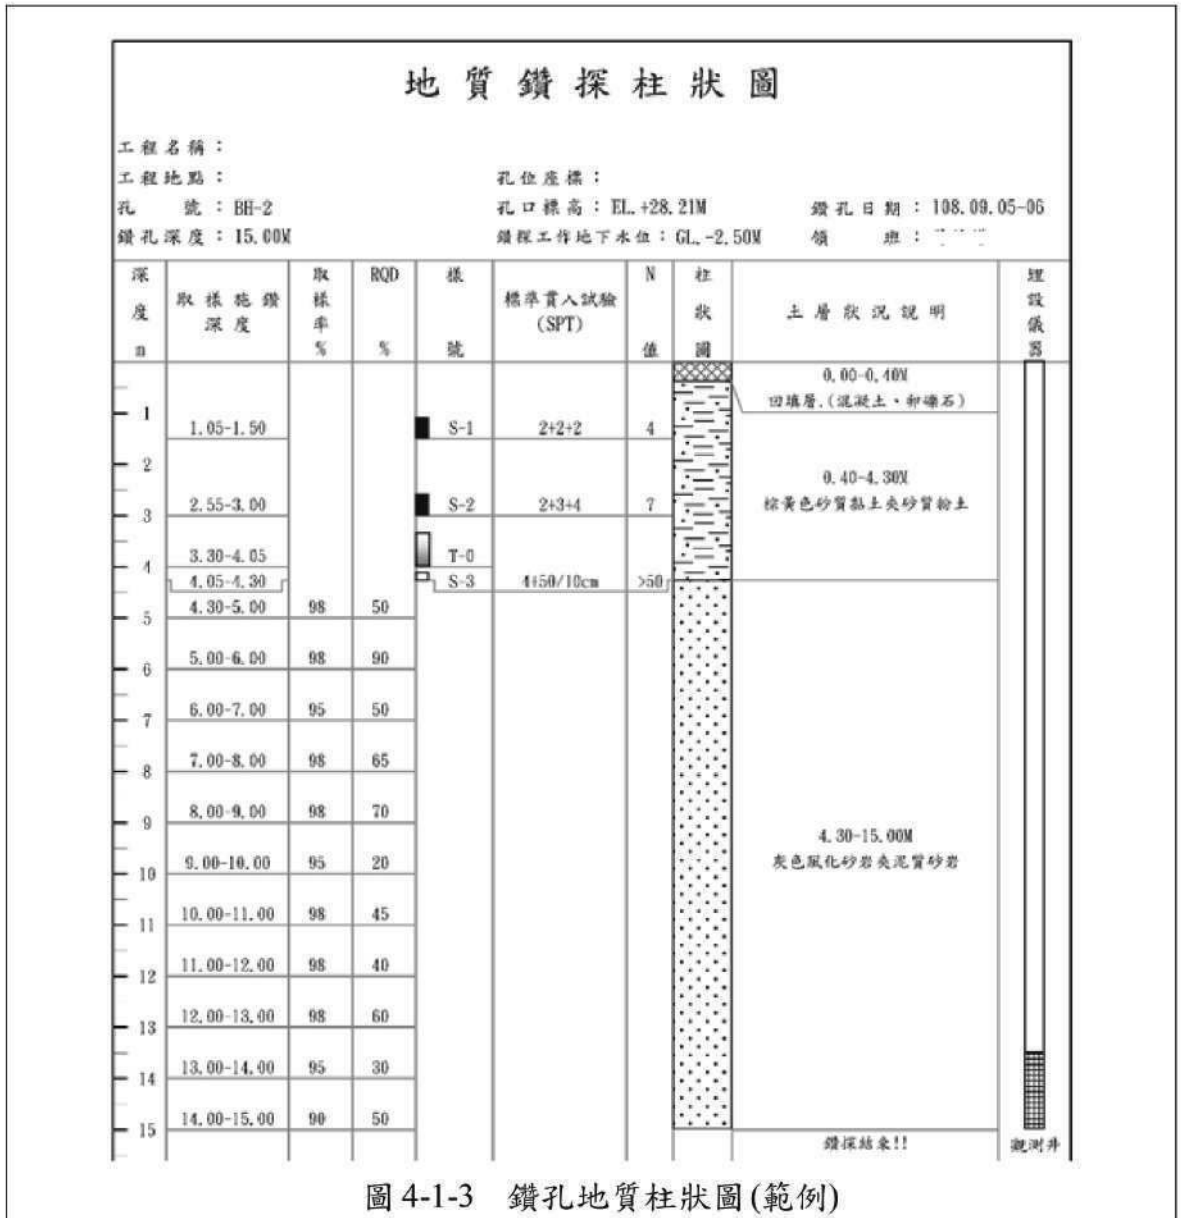 地質鑽探柱狀圖
工程名稱：
工程地點： 孔位座標：
孔 號：BH-2 孔口標高：EL.+28.21M 鑽孔日期：108.09.05-06
鑽孔深度：15.00M 鑽探工作地下水位：GL.-2.50M 領 班：
深度 m 取樣施鑽深度 取樣率 % RQD % 樣號 標準貫入試驗 (SPT) N值 柱狀圖 土層狀況說明 埋設儀器
0.00-0.40M
回填層.(混凝土、卵礫石)
1 1.05-1.50 S-1 2+2+2 4
2
0.40-4.30M
棕黃色砂質黏土夾砂質粉土
3 2.55-3.00 S-2 2+3+4 7
4 3.30-4.05 T-0
4.05-4.30 S-3 4+50/10cm >50
5 4.30-5.00 98 50
6 5.00-6.00 98 90
7 6.00-7.00 95 50
8 7.00-8.00 98 65
9 8.00-9.00 98 70
4.30-15.00M
灰色風化砂岩夾泥質砂岩
10 9.00-10.00 95 20
11 10.00-11.00 98 45
12 11.00-12.00 98 40
13 12.00-13.00 98 60
14 13.00-14.00 95 30
15 14.00-15.00 90 50
鑽探結束!! 觀測井
圖 4-1-3 鑽孔地質柱狀圖(範例)